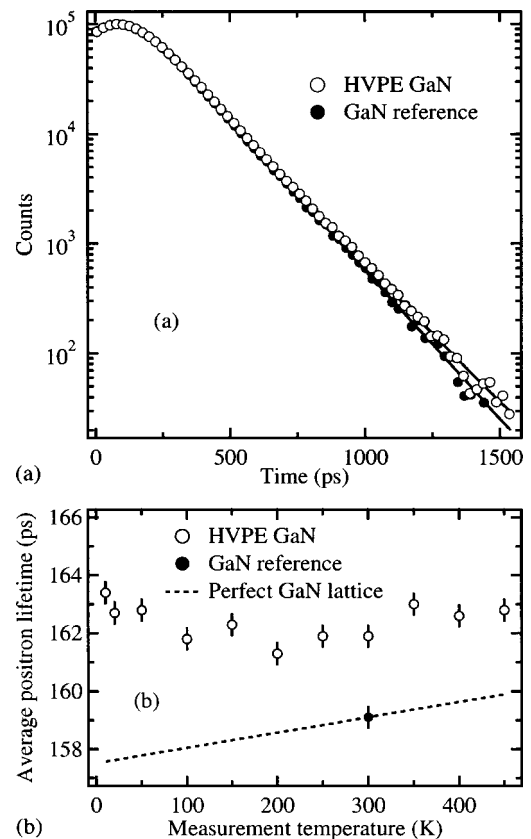 10^5
HVPE GaN
GaN reference
10^4
Counts
10^3
(a)
10^2
0 500 1000 1500
(a) Time (ps)
166
HVPE GaN
GaN reference
Perfect GaN lattice
163
162
Average positron lifetime (ps)
160
(b)
158
0 100 200 300 400
(b) Measurement temperature (K)